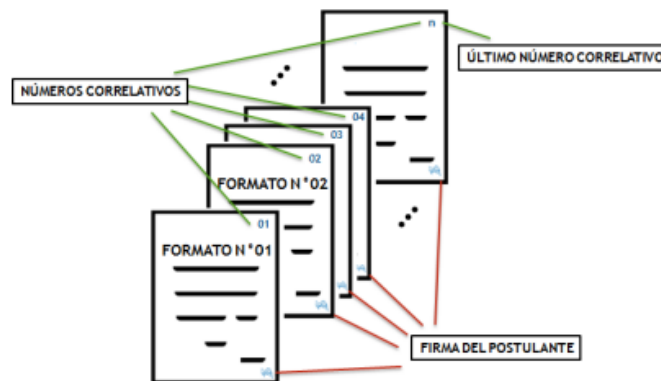 n
ÚLTIMO NÚMERO CORRELATIVO
NÚMEROS CORRELATIVOS
04
03
02
FORMATO N°02
01
FORMATO N°01
FIRMA DEL POSTULANTE